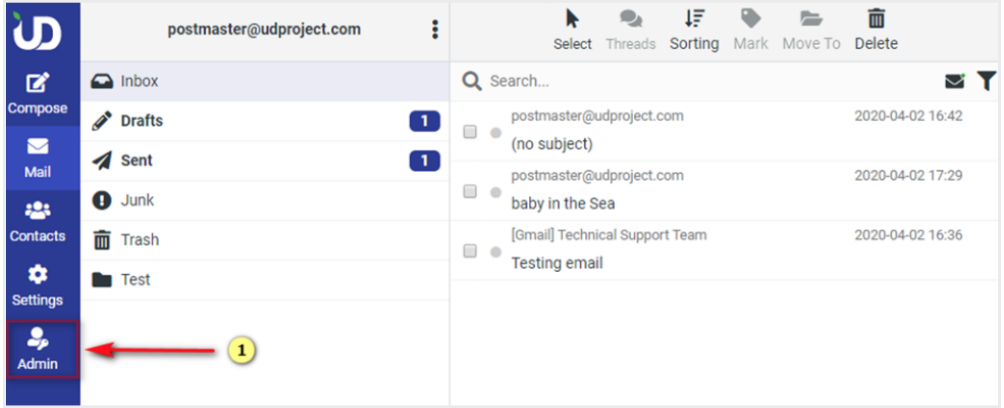 UD
postmaster@udproject.com
Select Threads Sorting Mark Move To Delete
Compose
Mail
Contacts
Settings
Admin
Inbox
Drafts 1
Sent 1
Junk
Trash
Test
1
Search...
postmaster@udproject.com 2020-04-02 16:42
(no subject)
postmaster@udproject.com 2020-04-02 17:29
baby in the Sea
[Gmail] Technical Support Team 2020-04-02 16:36
Testing email